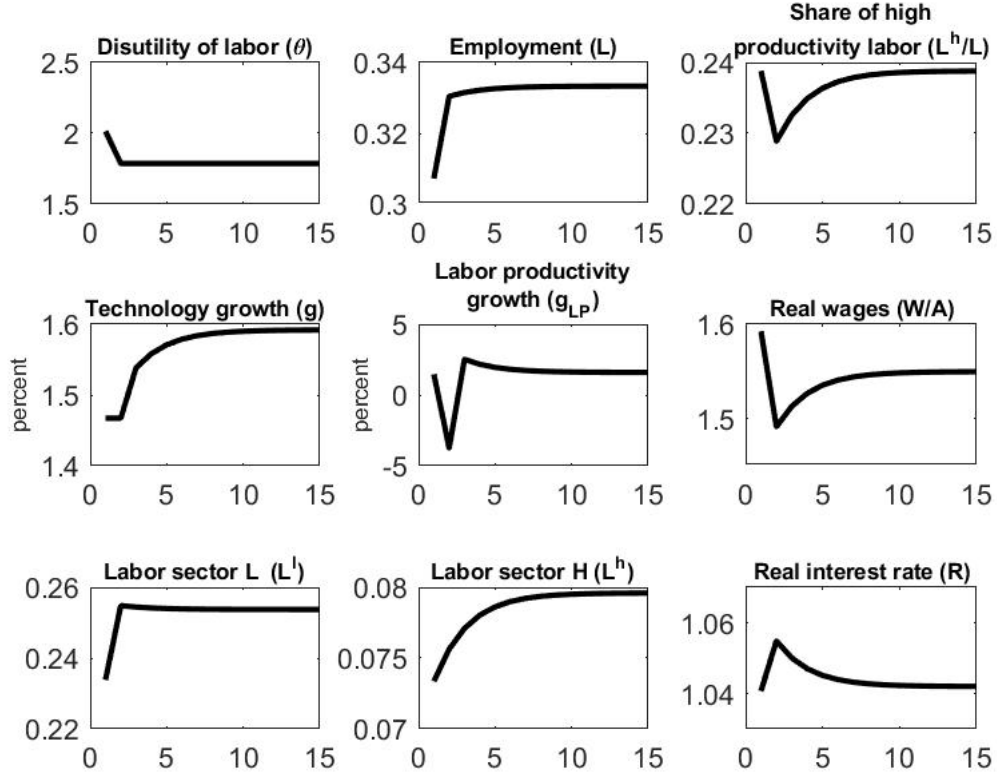 Disutility of labor (θ)
2.5
2
1.5
0 5 10 15
Employment (L)
0.34
0.32
0.3
0 5 10 15
Share of high
productivity labor (L^h/L)
0.24
0.23
0.22
0 5 10 15
Technology growth (g)
percent
1.6
1.5
1.4
0 5 10 15
Labor productivity
growth (g_LP)
percent
5
0
-5
0 5 10 15
Real wages (W/A)
1.6
1.5
0 5 10 15
Labor sector L (L^l)
0.26
0.24
0.22
0 5 10 15
Labor sector H (L^h)
0.08
0.075
0.07
0 5 10 15
Real interest rate (R)
1.06
1.04
0 5 10 15